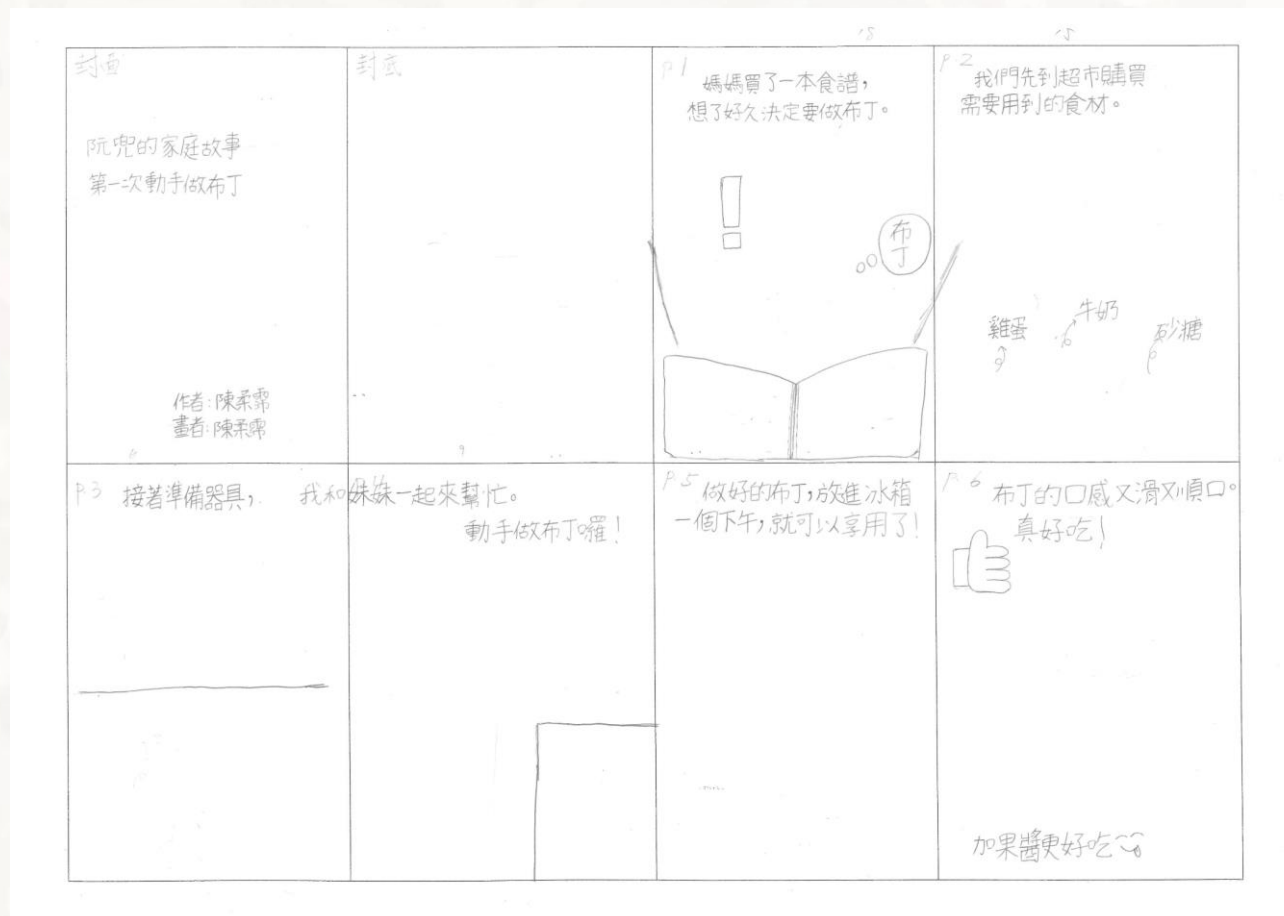 封面
阮兜的家庭故事
第一次動手做布丁
作者:陳柔霈
畫者:陳柔霈
封底
P.1
媽媽買了一本食譜,
想了好久決定要做布丁。
布
丁
P.2
我們先到超市購買
需要用到的食材。
雞蛋
牛奶
砂糖
P.3
接著準備器具,
我和妹妹一起來幫忙。
動手做布丁囉!
P.5
做好的布丁,放進冰箱
一個下午,就可以享用了!
P.6
布丁的口感又滑又順口。
真好吃!
加果醬更好吃